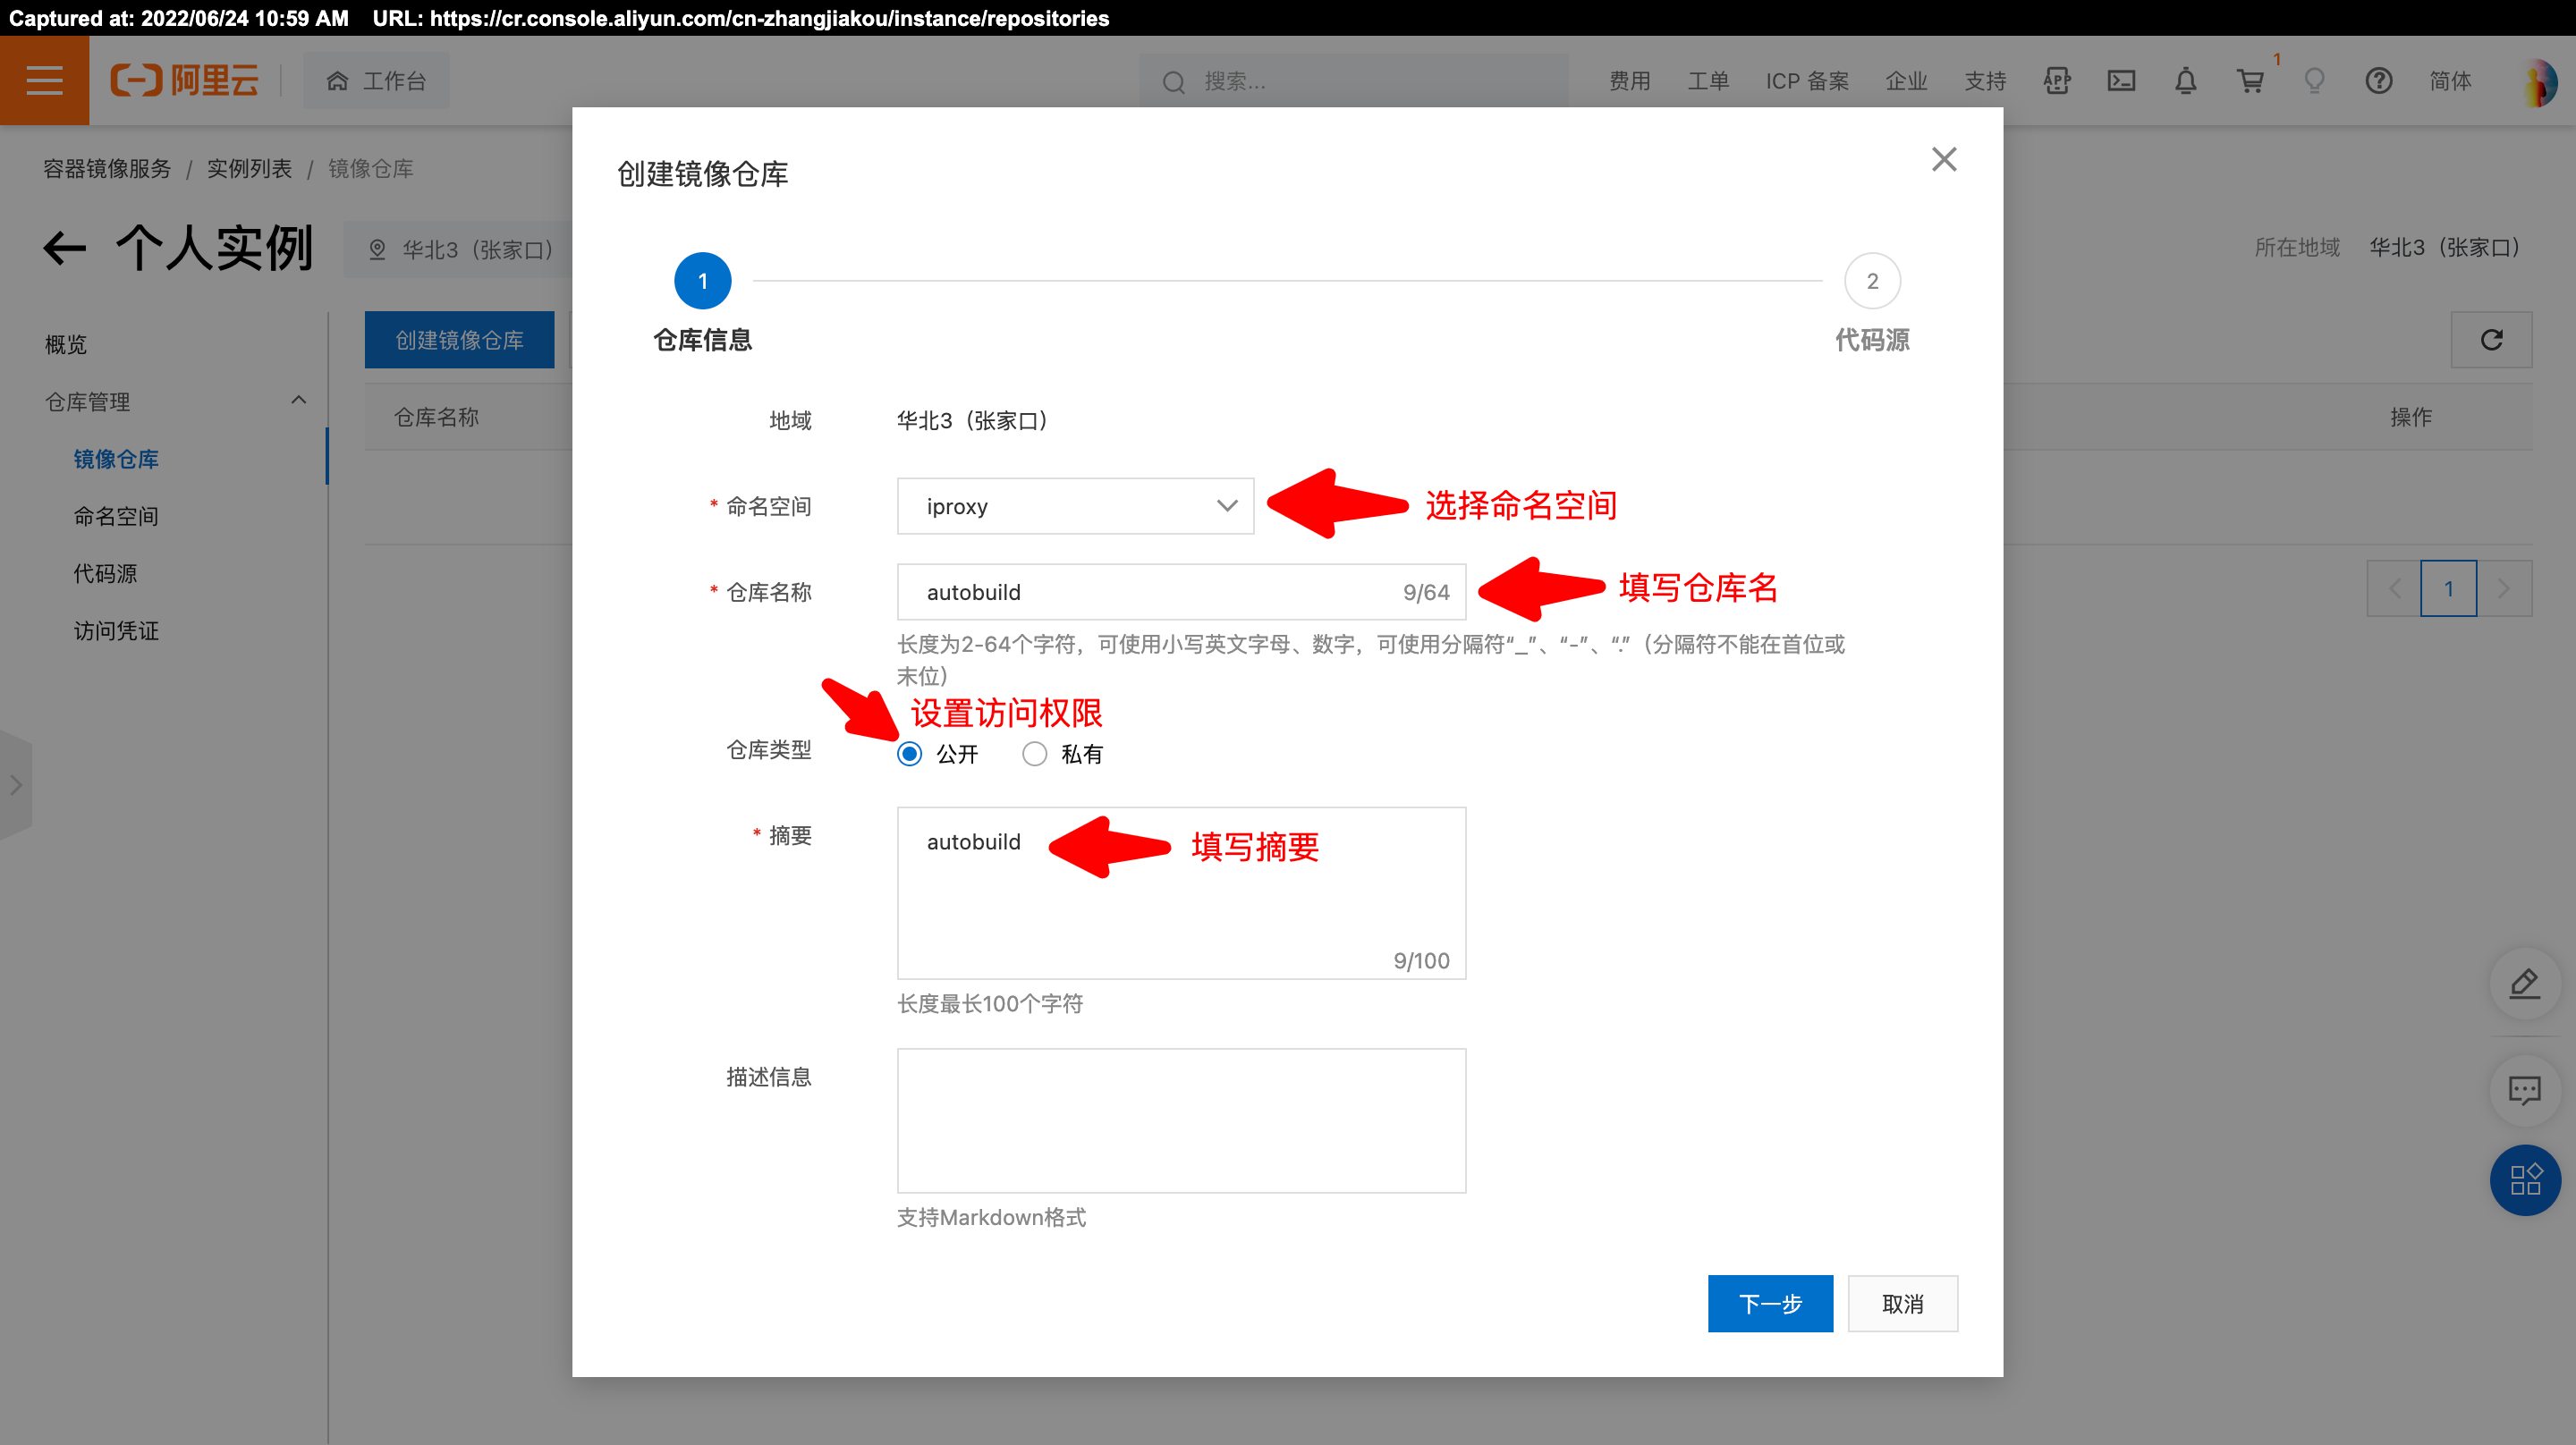 Captured at: 2022/06/24 10:59 AM URL: https://cr.console.aliyun.com/cn-zhangjiakou/instance/repositories
阿里云
工作台
搜索...
费用
工单
ICP 备案
企业
支持
APP
1
简体
容器镜像服务 / 实例列表 / 镜像仓库
个人实例
华北3（张家口）
所在地域 华北3（张家口）
概览
仓库管理
镜像仓库
命名空间
代码源
访问凭证
创建镜像仓库
仓库名称
操作
1
创建镜像仓库
1
仓库信息
2
代码源
地域 华北3（张家口）
* 命名空间 iproxy
选择命名空间
* 仓库名称 autobuild 9/64
填写仓库名
长度为2-64个字符，可使用小写英文字母、数字，可使用分隔符“_”、“-”、“.”（分隔符不能在首位或
末位）
设置访问权限
仓库类型 公开 私有
* 摘要 autobuild
填写摘要
9/100
长度最长100个字符
描述信息
支持Markdown格式
下一步
取消